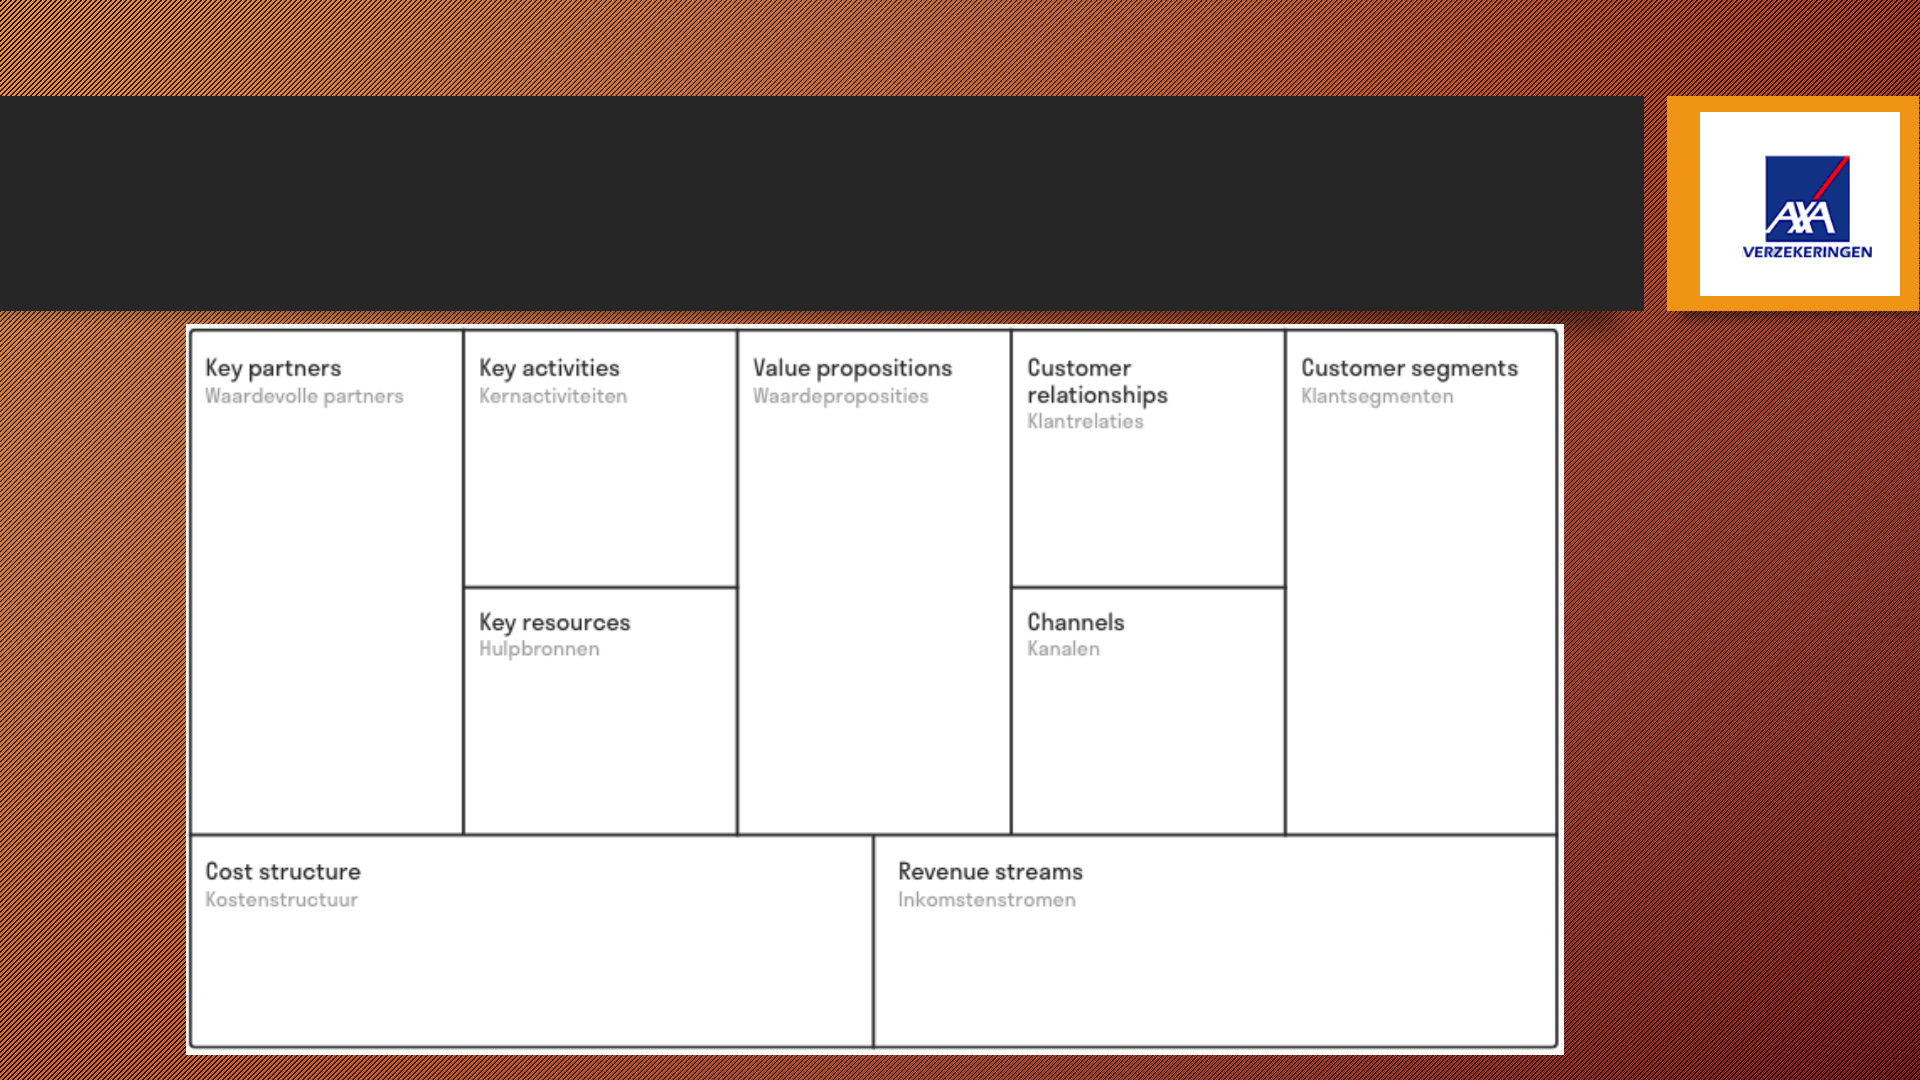 AXA
VERZEKERINGEN
Key partners
Waardevolle partners
Key activities
Kernactiviteiten
Value propositions
Waardeproposities
Customer
relationships
Klantrelaties
Customer segments
Klantsegmenten
Key resources
Hulpbronnen
Channels
Kanalen
Cost structure
Kostenstructuur
Revenue streams
Inkomstenstromen